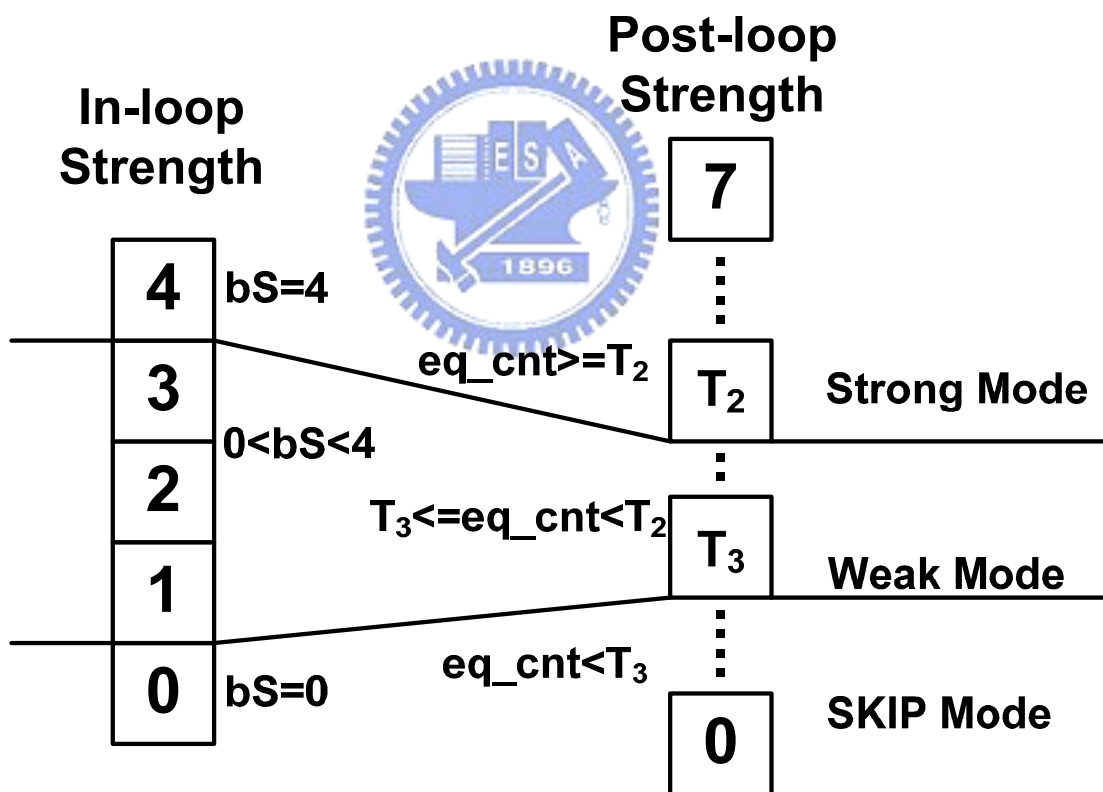 Post-loop
Strength
In-loop
Strength
E S A
1896
7
4 bS=4
3
eq_cnt>=T₂
T₂
Strong Mode
0<bS<4
2
T₃<=eq_cnt<T₂
T₃
1
Weak Mode
eq_cnt<T₃
0 bS=0
SKIP Mode
0